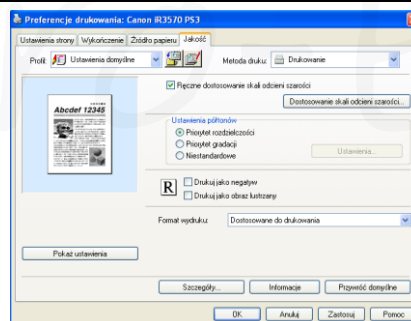 Preferencje drukowania: Canon iR3570 PS3
Ustawienia strony Wykończenie Źródło papieru Jakość
Profil: Ustawienia domyślne Metoda druku: Drukowanie
Ręczne dostosowanie skali odcieni szarości
Dostosowanie skali odcieni szarości...
Abcdef 12345
Ustawienia półtonów
Priorytet rozdzielczości
Priorytet gradacji
Niestandardowe Ustawienia...
R Drukuj jako negatyw
Drukuj jako obraz lustrzany
Format wydruku: Dostosowane do drukowania
Pokaż ustawienia
Szczegóły... Informacje Przywróć domyślne
OK Anuluj Zastosuj Pomoc